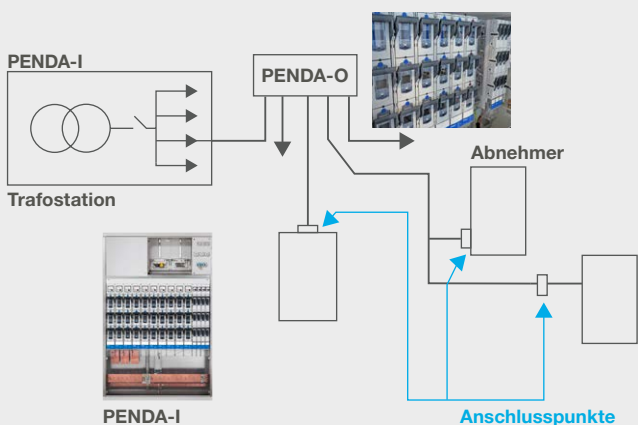 PENDA-I
PENDA-O
Abnehmer
Trafostation
PENDA-I
Anschlusspunkte